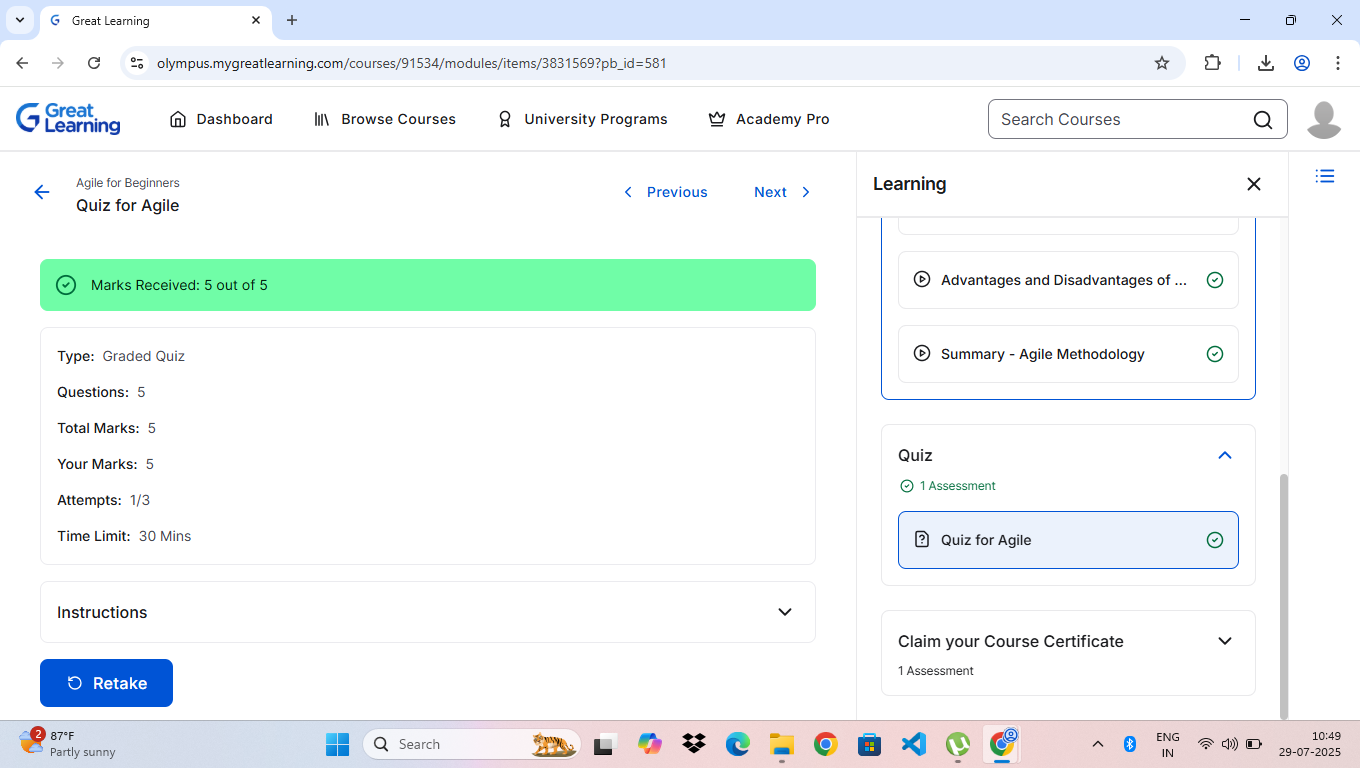 Great Learning
olympus.mygreatlearning.com/courses/91534/modules/items/3831569?pb_id=581
Great Learning
Dashboard
Browse Courses
University Programs
Academy Pro
Search Courses
Agile for Beginners
Quiz for Agile
Previous
Next
Marks Received: 5 out of 5
Type: Graded Quiz
Questions: 5
Total Marks: 5
Your Marks: 5
Attempts: 1/3
Time Limit: 30 Mins
Instructions
Retake
Learning
Advantages and Disadvantages of ...
Summary - Agile Methodology
Quiz
1 Assessment
Quiz for Agile
Claim your Course Certificate
1 Assessment
2
87°F
Partly sunny
Search
ENG
IN
10:49
29-07-2025